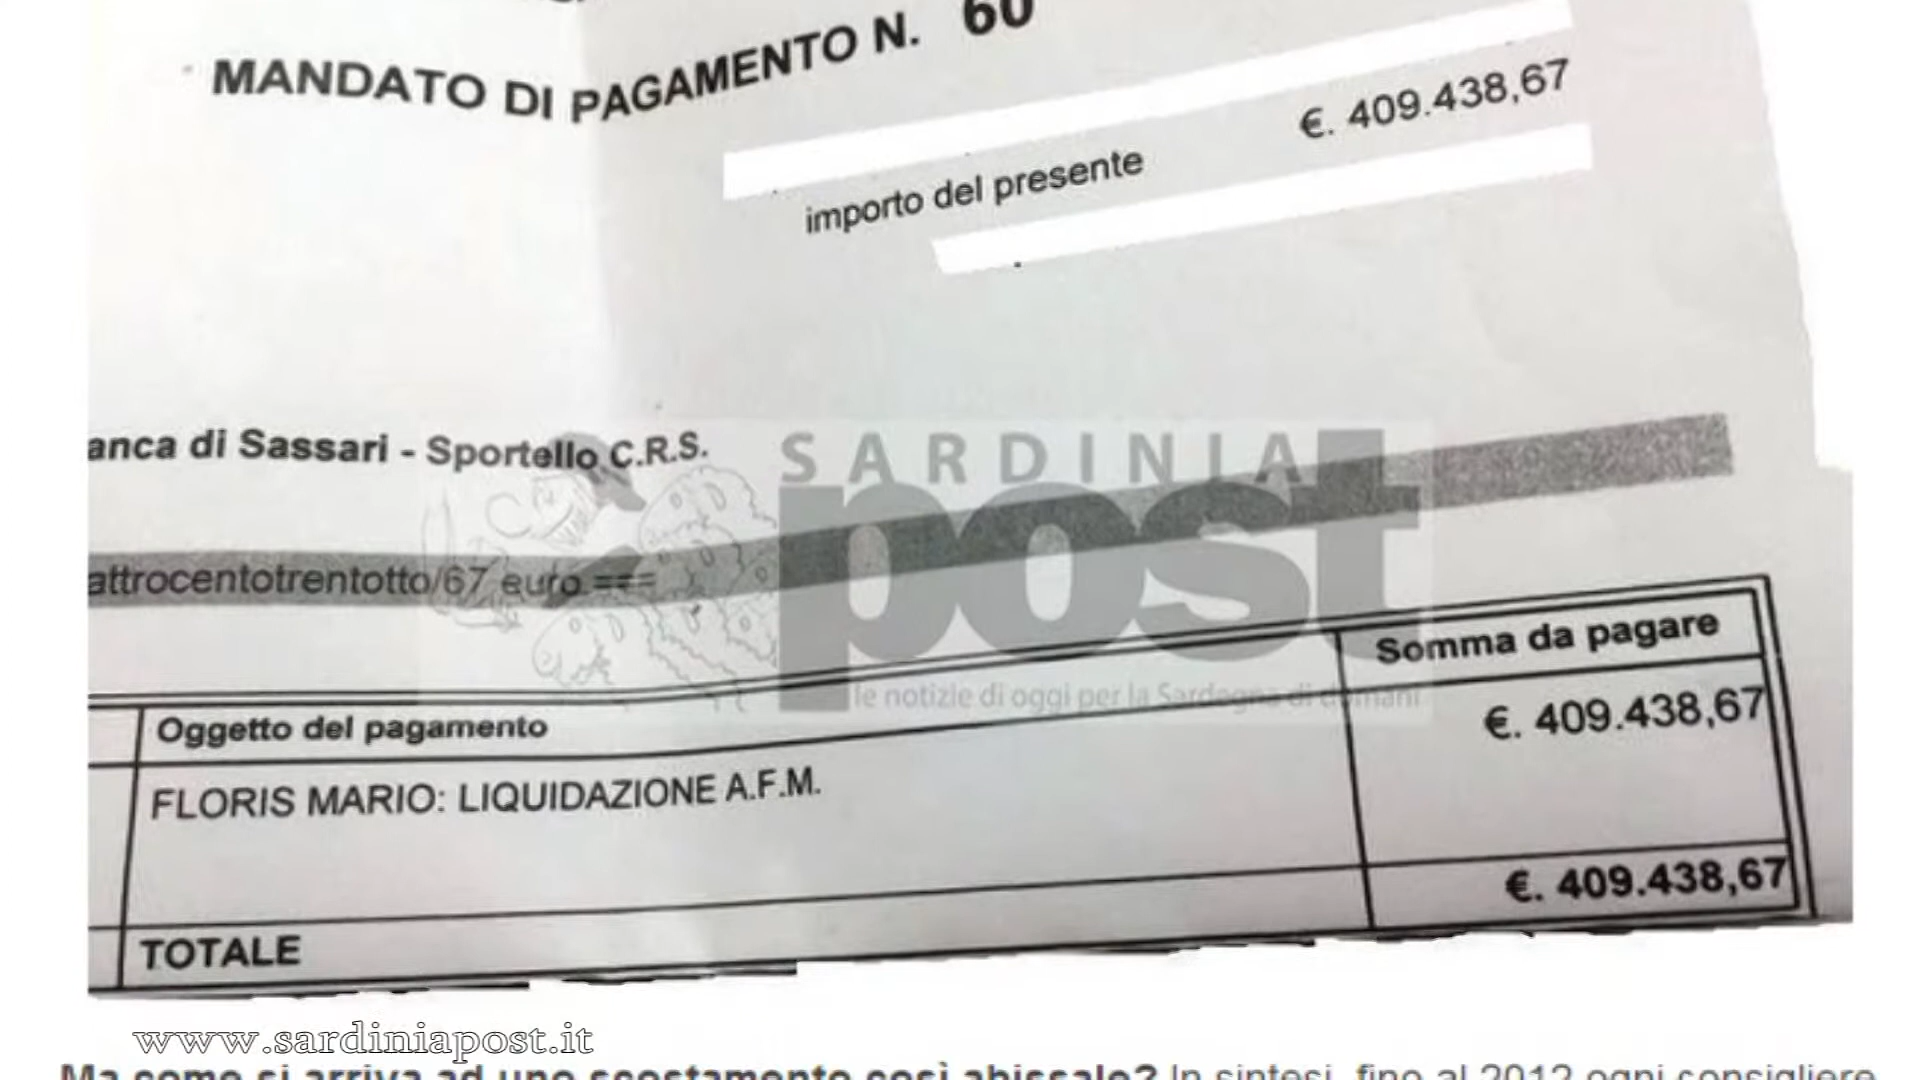 MANDATO DI PAGAMENTO N. 60
€. 409.438,67
importo del presente
anca di Sassari - Sportello C.R.S.
SARDINIA
post
le notizie di oggi per la Sardegna di domani
attrocentotrentotto/67 euro ===
Somma da pagare
Oggetto del pagamento
€. 409.438,67
FLORIS MARIO: LIQUIDAZIONE A.F.M.
€. 409.438,67
TOTALE
www.sardiniapost.it
Ma come si arriva ad uno scostamento così abissale? In sintesi, fino al 2012 ogni consigliere